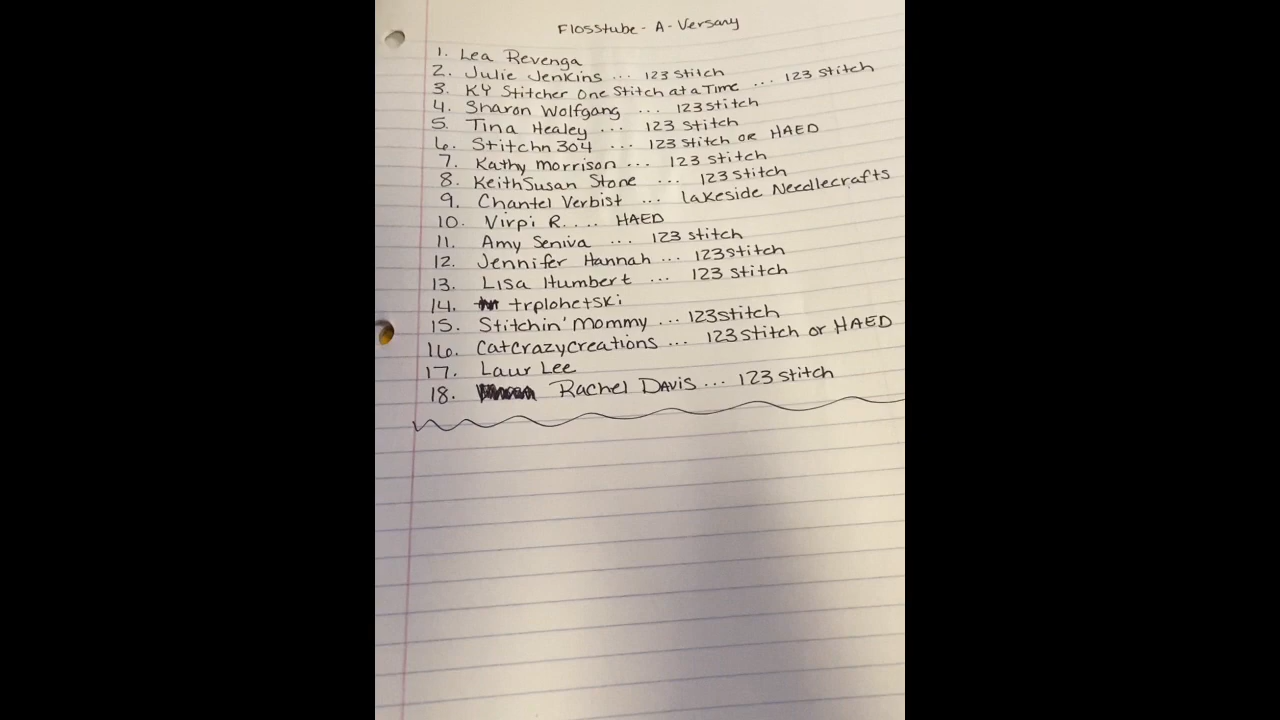 Flosstube - A - Versary
1. Lea Revenga
2. Julie Jenkins ... 123 Stitch
3. KY Stitcher One Stitch at a Time ... 123 Stitch
4. Sharon Wolfgang ... 123 Stitch
5. Tina Healey ... 123 Stitch
6. Stitchn 304 ... 123 Stitch or HAED
7. Kathy Morrison ... 123 Stitch
8. KeithSusan Stone ... 123 Stitch
9. Chantel Verbist ... Lakeside Needlecrafts
10. Virpi R.... HAED
11. Amy Seniva ... 123 Stitch
12. Jennifer Hannah ... 123 Stitch
13. Lisa Humbert ... 123 Stitch
14. trplohetski
15. Stitchin' Mommy ... 123 Stitch
16. CatCrazyCreations ... 123 Stitch or HAED
17. Laur Lee
18. Rachel Davis ... 123 Stitch